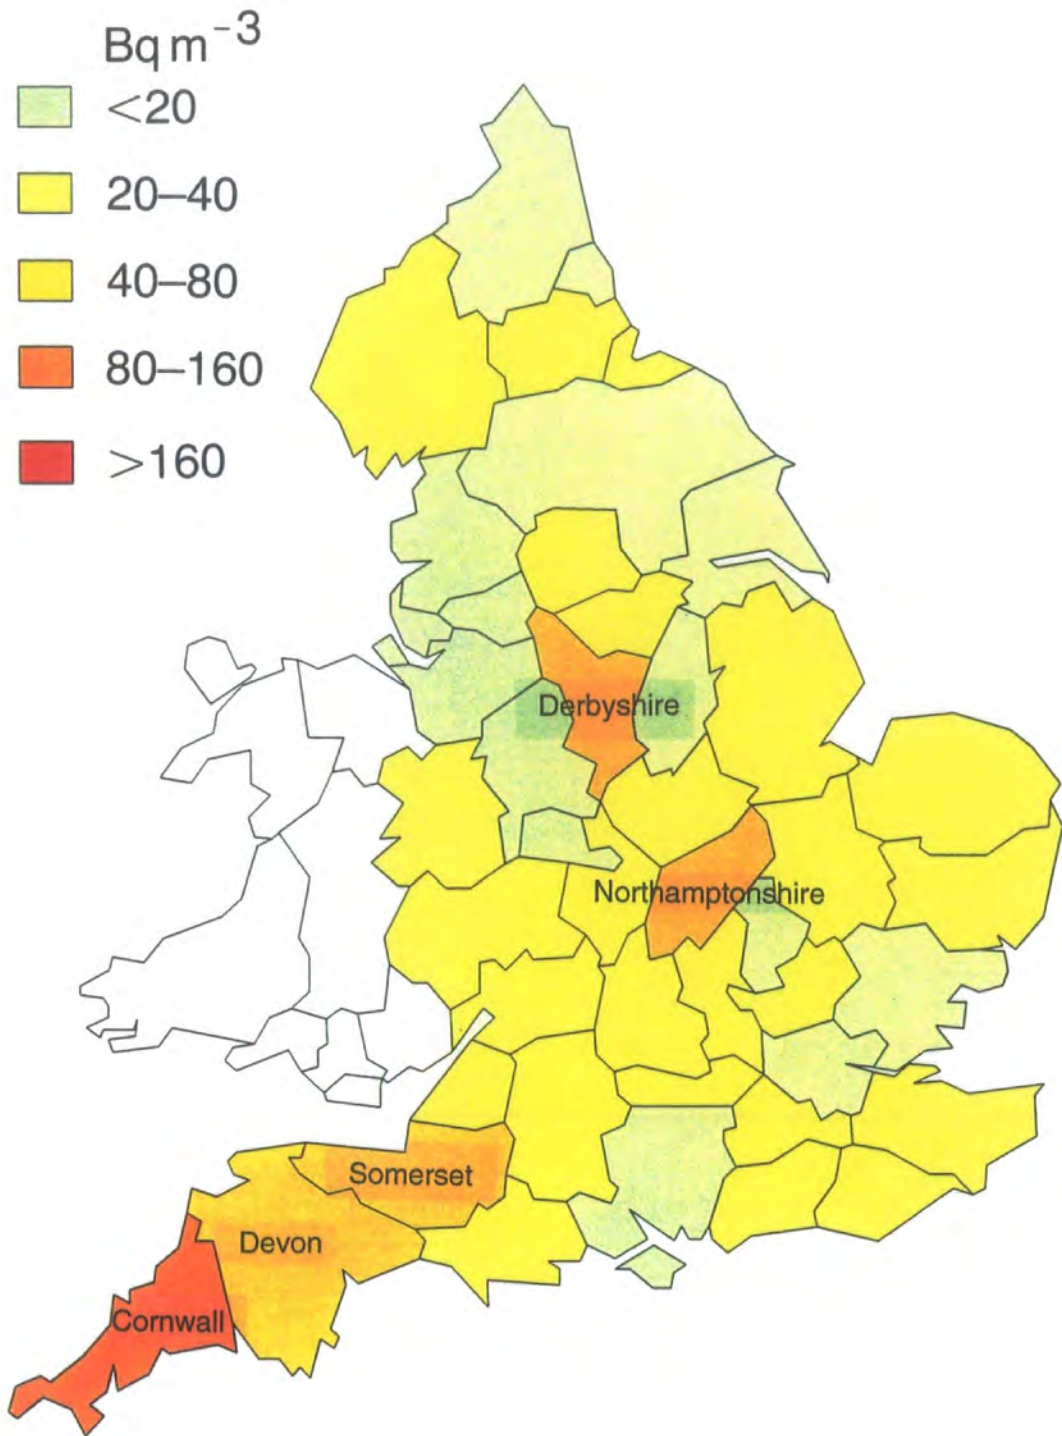 Bq m⁻³
<20
20–40
40–80
80–160
>160
Derbyshire
Northamptonshire
Somerset
Devon
Cornwall